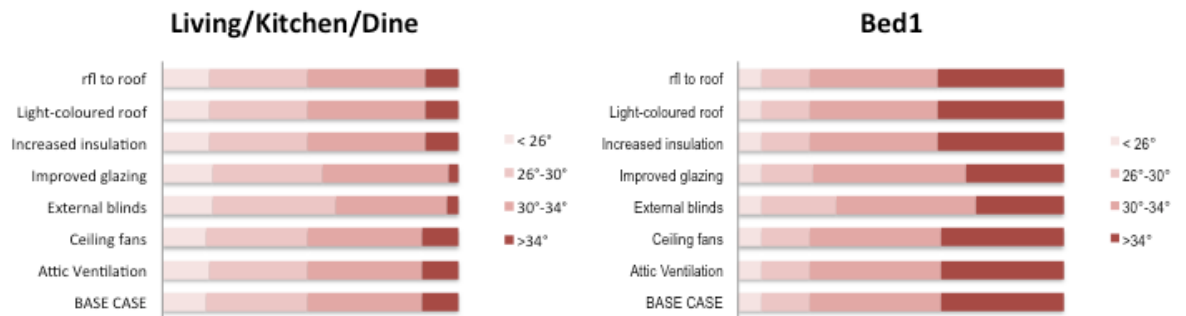 Living/Kitchen/Dine
rfl to roof
Light-coloured roof
Increased insulation
Improved glazing
External blinds
Ceiling fans
Attic Ventilation
BASE CASE
< 26°
26°-30°
30°-34°
>34°
Bed1
rfl to roof
Light-coloured roof
Increased insulation
Improved glazing
External blinds
Ceiling fans
Attic Ventilation
BASE CASE
< 26°
26°-30°
30°-34°
>34°